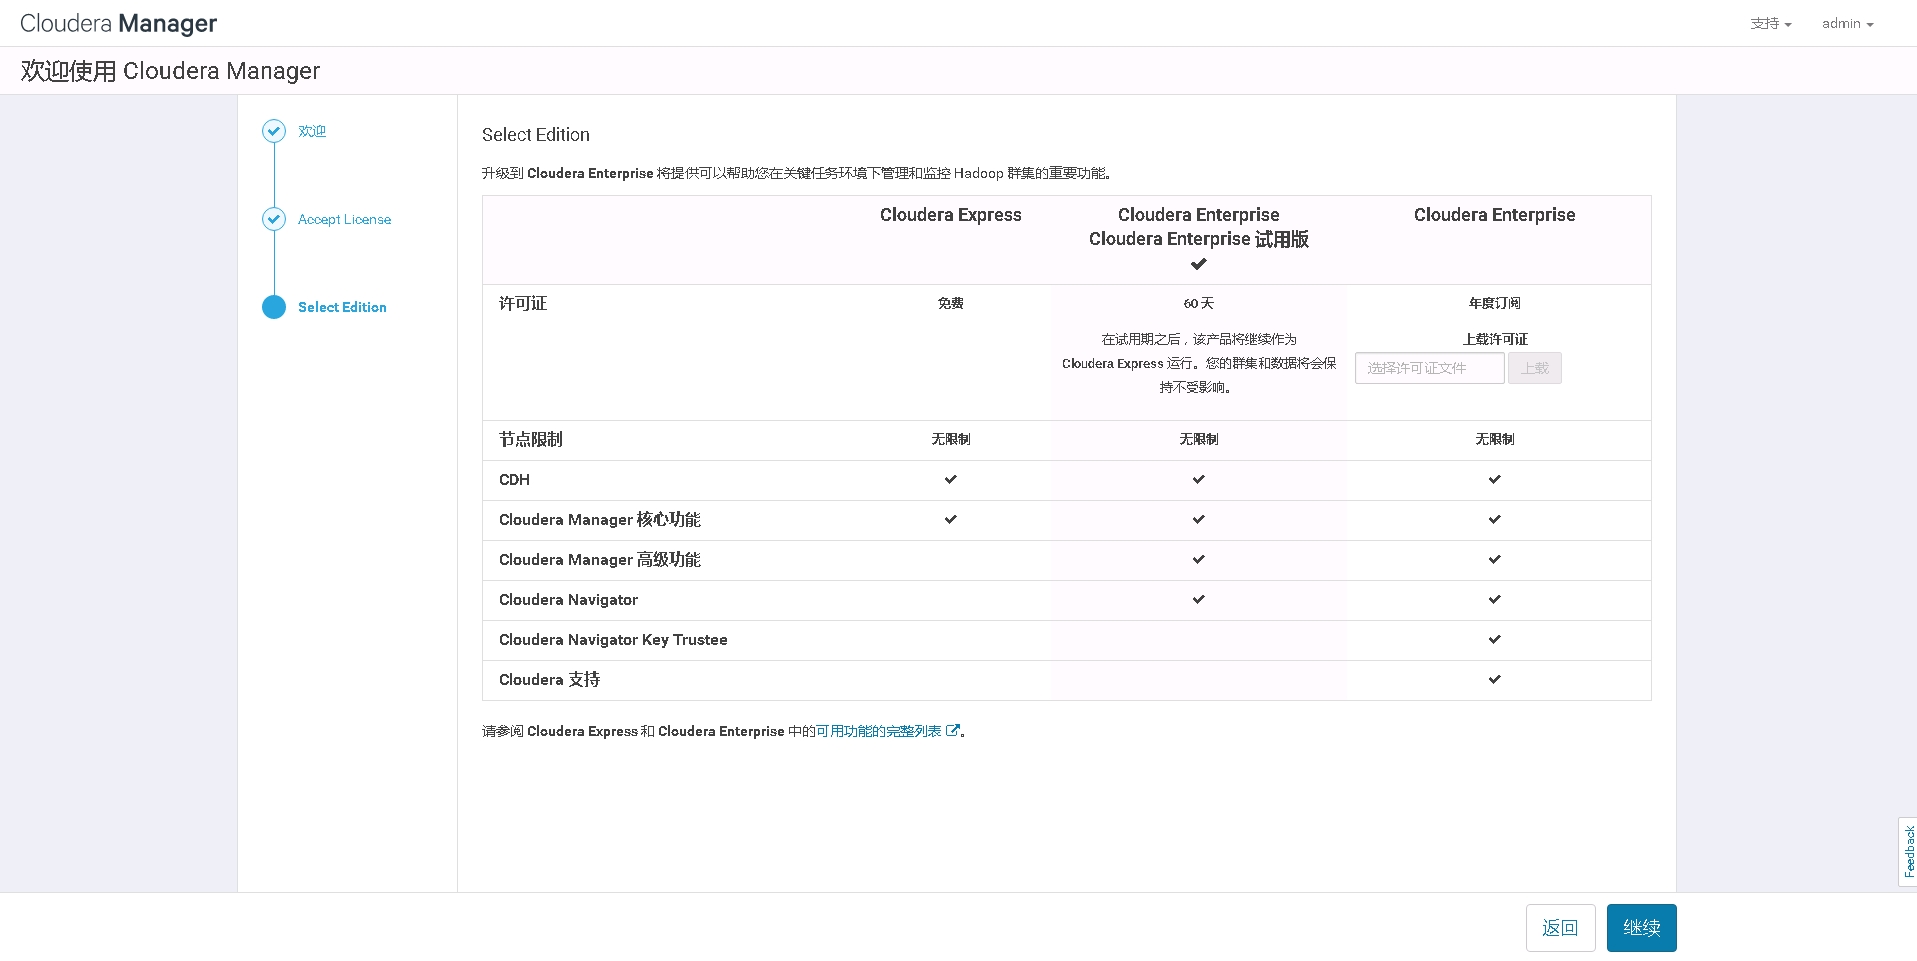 Cloudera Manager
支持
admin
欢迎使用 Cloudera Manager
欢迎
Accept License
Select Edition
Select Edition
升级到 Cloudera Enterprise 将提供可以帮助您在关键任务环境下管理和监控 Hadoop 群集的重要功能。
Cloudera Express
Cloudera Enterprise
Cloudera Enterprise 试用版
Cloudera Enterprise
许可证
免费
60 天
在试用期之后，该产品将继续作为
Cloudera Express 运行。您的群集和数据将会保
持不受影响。
年度订阅
上载许可证
选择许可证文件
上载
节点限制
无限制
无限制
无限制
CDH
Cloudera Manager 核心功能
Cloudera Manager 高级功能
Cloudera Navigator
Cloudera Navigator Key Trustee
Cloudera 支持
请参阅 Cloudera Express 和 Cloudera Enterprise 中的可用功能的完整列表。
Feedback
返回
继续